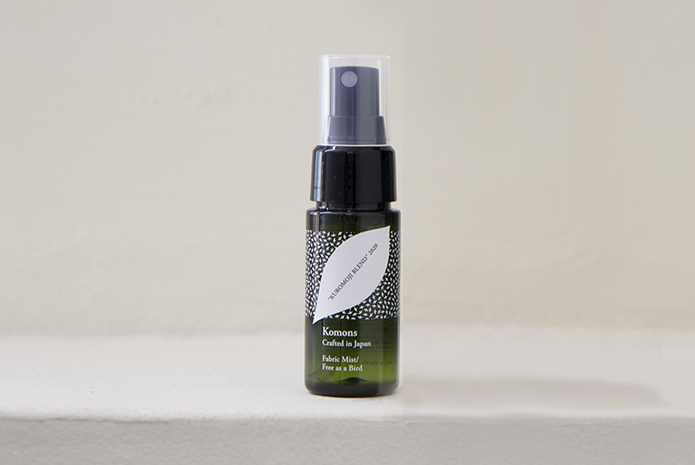 "KUROMOJI BLEND" 2020
Komons
Crafted in Japan
Fabric Mist/
Free as a Bird